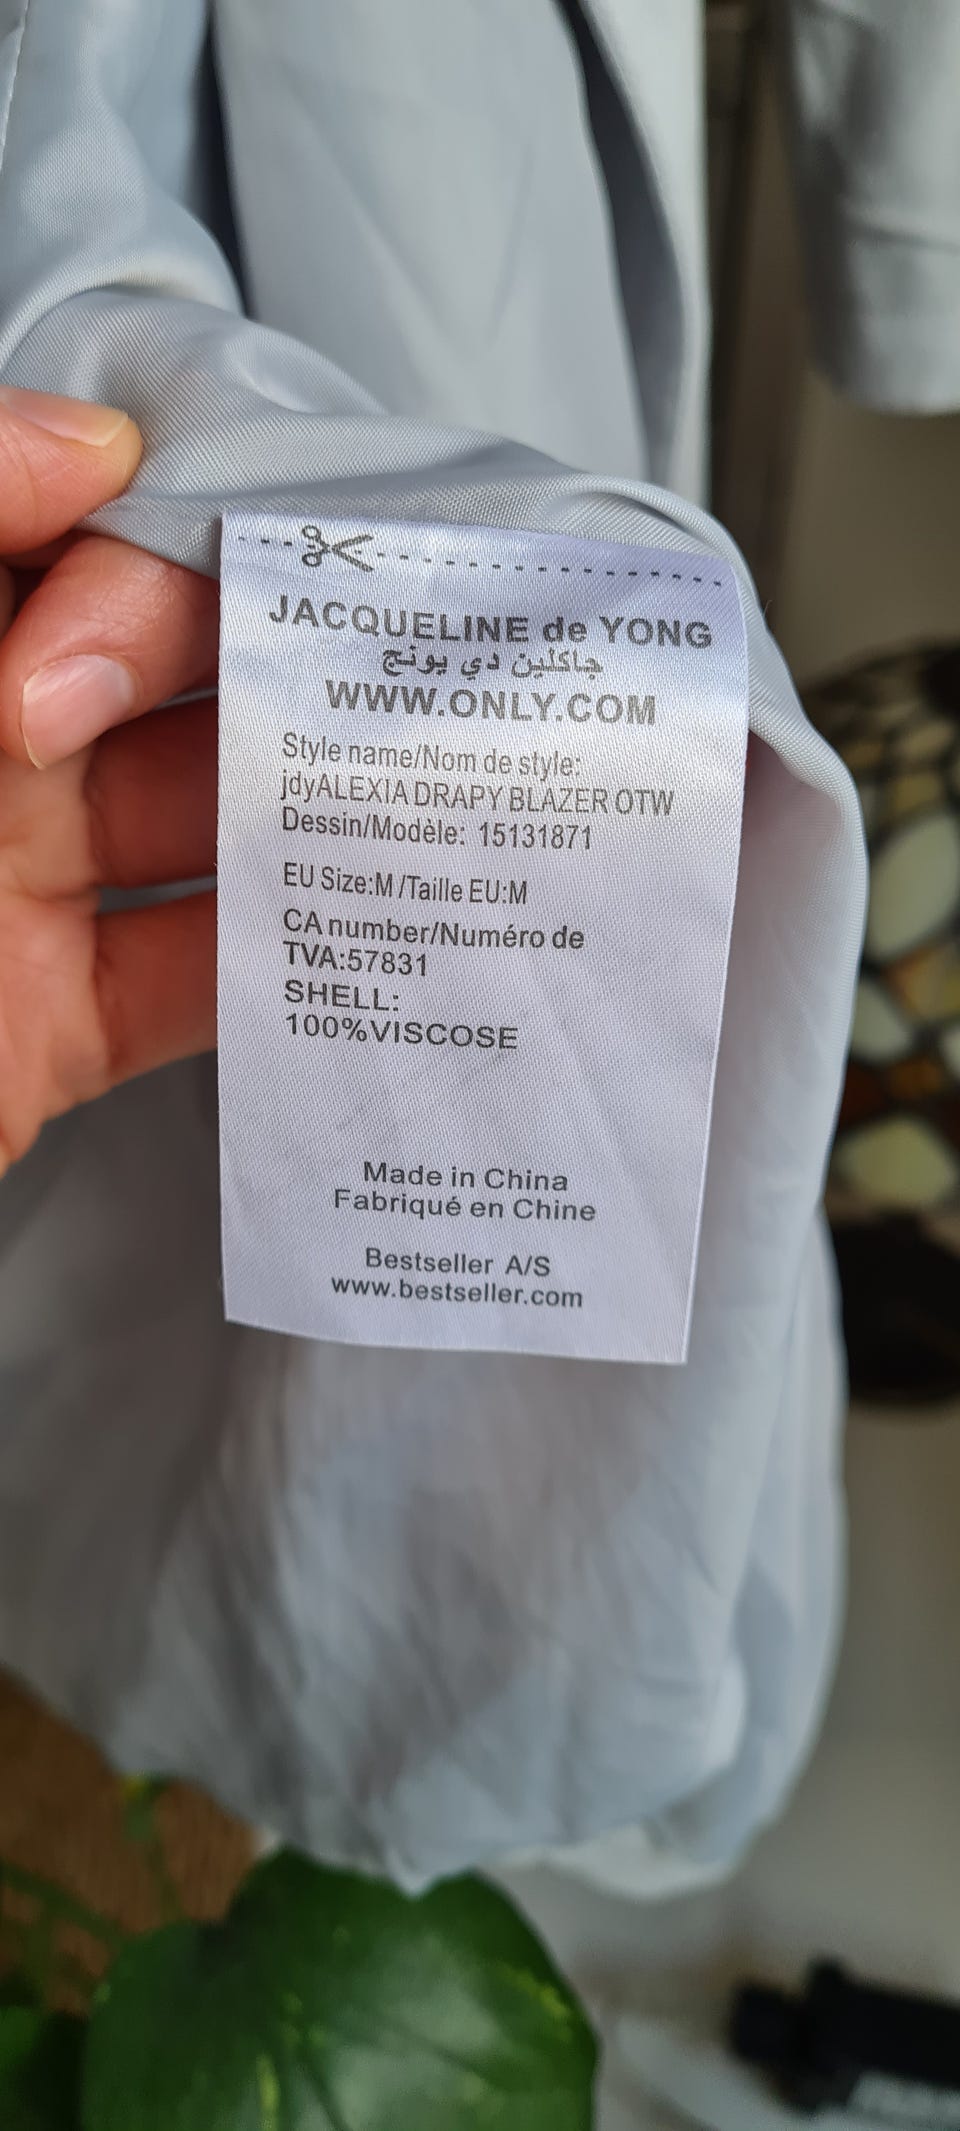 JACQUELINE de YONG
جاكلين دي يونج
WWW.ONLY.COM
Style name/Nom de style:
jdyALEXIA DRAPY BLAZER OTW
Dessin/Modèle: 15131871
EU Size:M /Taille EU:M
CA number/Numéro de
TVA:57831
SHELL:
100%VISCOSE
Made in China
Fabriqué en Chine
Bestseller A/S
www.bestseller.com